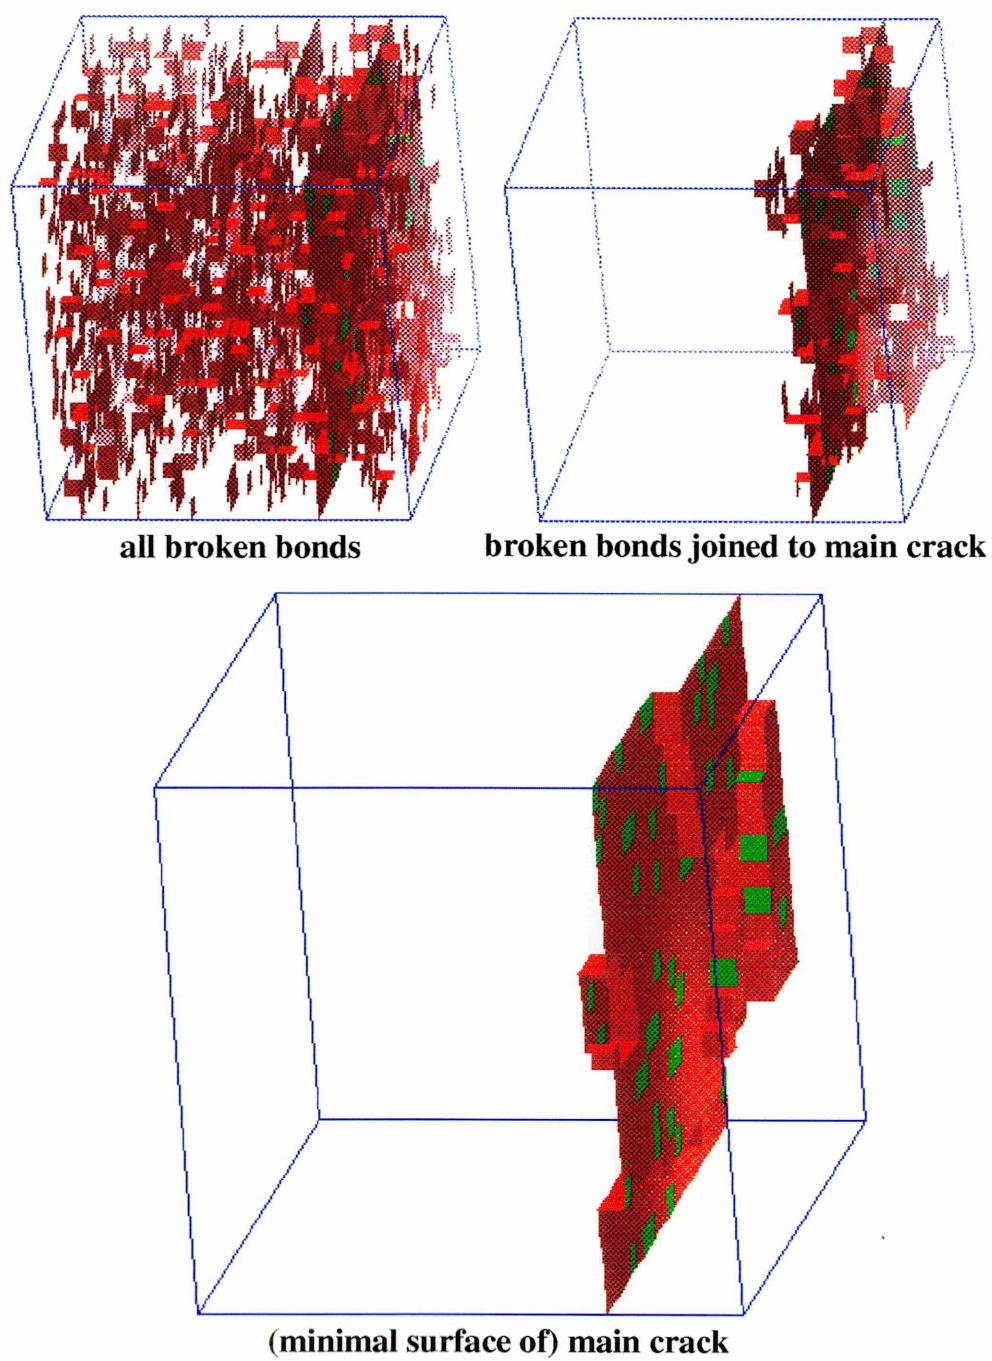 all broken bonds
broken bonds joined to main crack
(minimal surface of) main crack